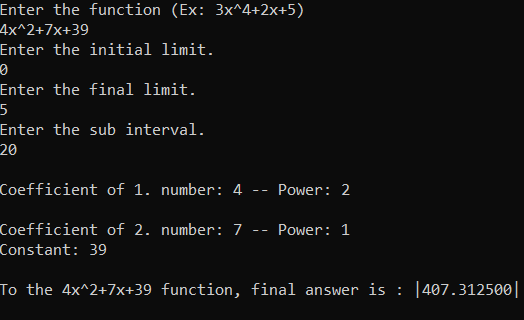 Enter the function (Ex: 3x^4+2x+5)
4x^2+7x+39
Enter the initial limit.
0
Enter the final limit.
5
Enter the sub interval.
20
Coefficient of 1. number: 4 -- Power: 2
Coefficient of 2. number: 7 -- Power: 1
Constant: 39
To the 4x^2+7x+39 function, final answer is : |407.312500|